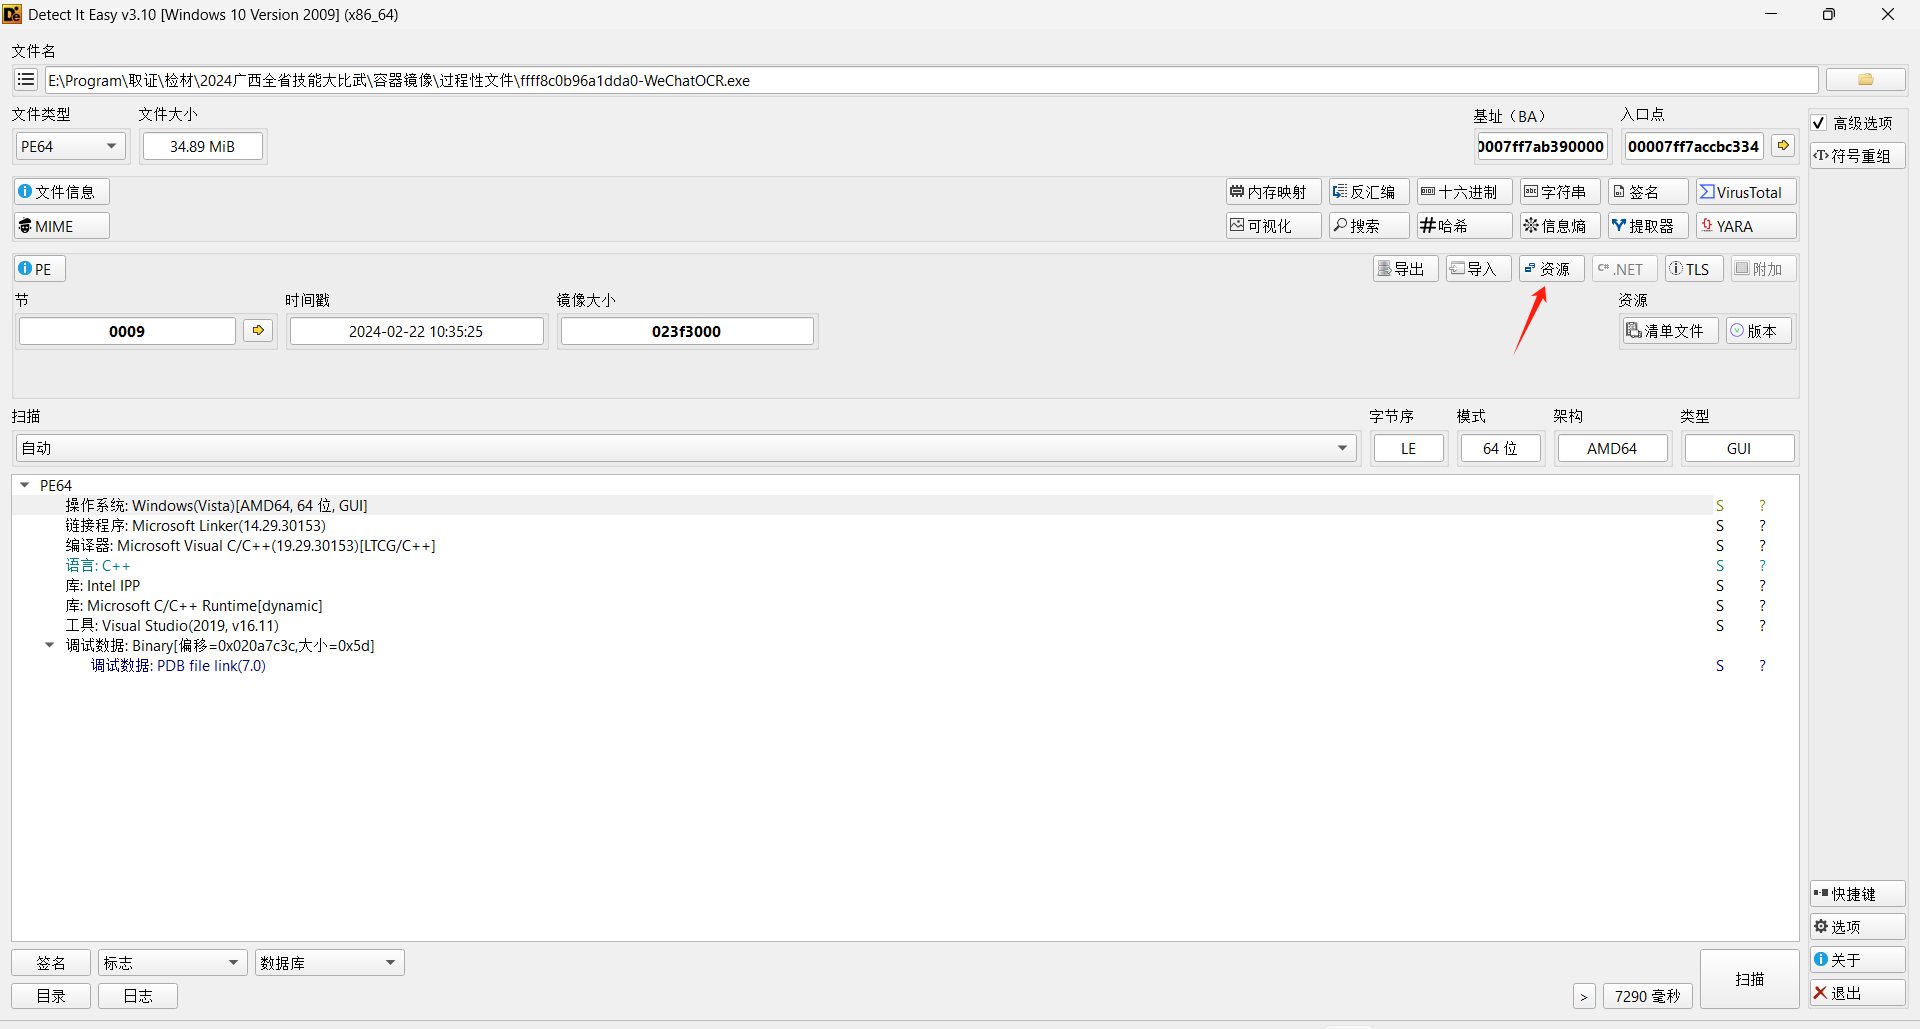 Detect It Easy v3.10 [Windows 10 Version 2009] (x86_64)
文件名
E:\Program\取证\检材\2024广西全省技能大比武\容器镜像\过程性文件\ffff8c0b96a1dda0-WeChatOCR.exe
文件类型 文件大小 基址（BA） 入口点
PE64 34.89 MiB 0007ff7ab390000 00007ff7accbc334
高级选项
符号重组
文件信息 内存映射 反汇编 十六进制 字符串 签名 VirusTotal
MIME 可视化 搜索 哈希 信息熵 提取器 YARA
PE 导出 导入 资源 C# .NET TLS 附加
节 时间戳 镜像大小 资源
0009 2024-02-22 10:35:25 023f3000 清单文件 版本
扫描 字节序 模式 架构 类型
自动 LE 64 位 AMD64 GUI
PE64
操作系统: Windows(Vista)[AMD64, 64 位, GUI] S ?
链接程序: Microsoft Linker(14.29.30153) S ?
编译器: Microsoft Visual C/C++(19.29.30153)[LTCG/C++] S ?
语言: C++ S ?
库: Intel IPP S ?
库: Microsoft C/C++ Runtime[dynamic] S ?
工具: Visual Studio(2019, v16.11) S ?
调试数据: Binary[偏移=0x020a7c3c,大小=0x5d]
调试数据: PDB file link(7.0) S ?
快捷键
选项
关于
退出
签名 标志 数据库
目录 日志 > 7290 毫秒 扫描